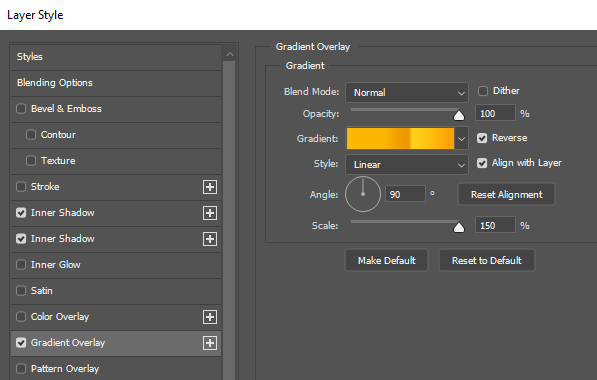 Layer Style
Styles
Blending Options
Bevel & Emboss
Contour
Texture
Stroke
Inner Shadow
Inner Shadow
Inner Glow
Satin
Color Overlay
Gradient Overlay
Pattern Overlay
Gradient Overlay
Gradient
Blend Mode: Normal Dither
Opacity: 100 %
Gradient: Reverse
Style: Linear Align with Layer
Angle: 90 ° Reset Alignment
Scale: 150 %
Make Default Reset to Default